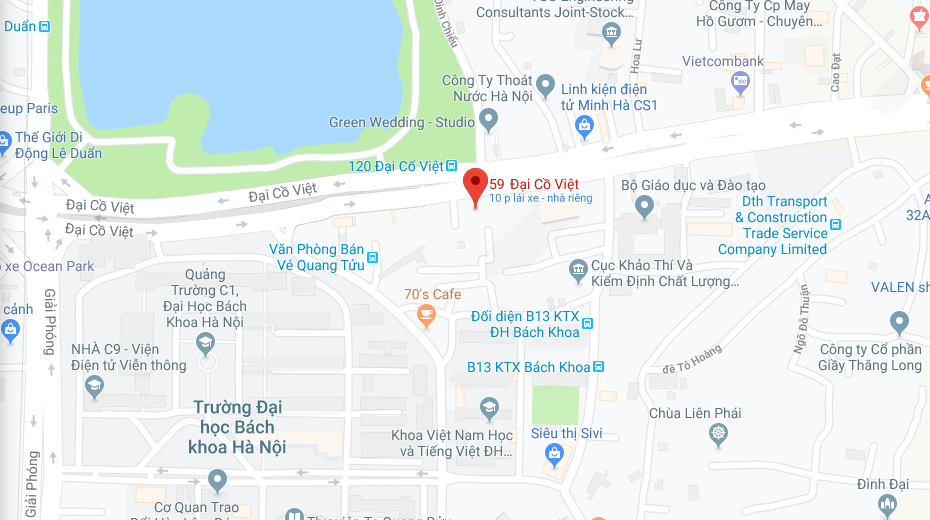 Duẩn
Đình Chiểu
Consultants Joint-Stock...
Công Ty Cp May
Hồ Gươm - Chuyên...
Hoa Lư
Vietcombank
Cao Đạt
Công Ty Thoát
Nước Hà Nội
Linh kiện điện
tử Minh Hà CS1
eup Paris
Green Wedding - Studio
Thế Giới Di
Động Lê Duẩn
120 Đại Cổ Việt
59 Đại Cồ Việt
10 p lái xe - nhà riêng
Bộ Giáo dục và Đào tạo
Đại Cồ Việt
Đại Cồ Việt
Đại Cồ Việt
Dth Transport
& Construction
Trade Service
Company Limited
A
32A
Văn Phòng Bán
Vé Quang Tửu
xe Ocean Park
Quảng
Trường C1,
Đại Học Bách
Khoa Hà Nội
Cục Khảo Thí Và
Kiểm Định Chất Lượng...
70's Cafe
VALEN sh
cảnh
Giải Phóng
Đối diện B13 KTX
ĐH Bách Khoa
Ngõ Đỗ Thuận
NHÀ C9 - Viện
Điện tử Viễn thông
B13 KTX Bách Khoa
đê Tô Hoàng
Công ty Cổ phần
Giầy Thăng Long
Trường Đại
học Bách
khoa Hà Nội
Chùa Liên Phái
Khoa Việt Nam Học
và Tiếng Việt ĐH...
Siêu thị Sivi
Giải Phóng
Cơ Quan Trao
Đình Đại